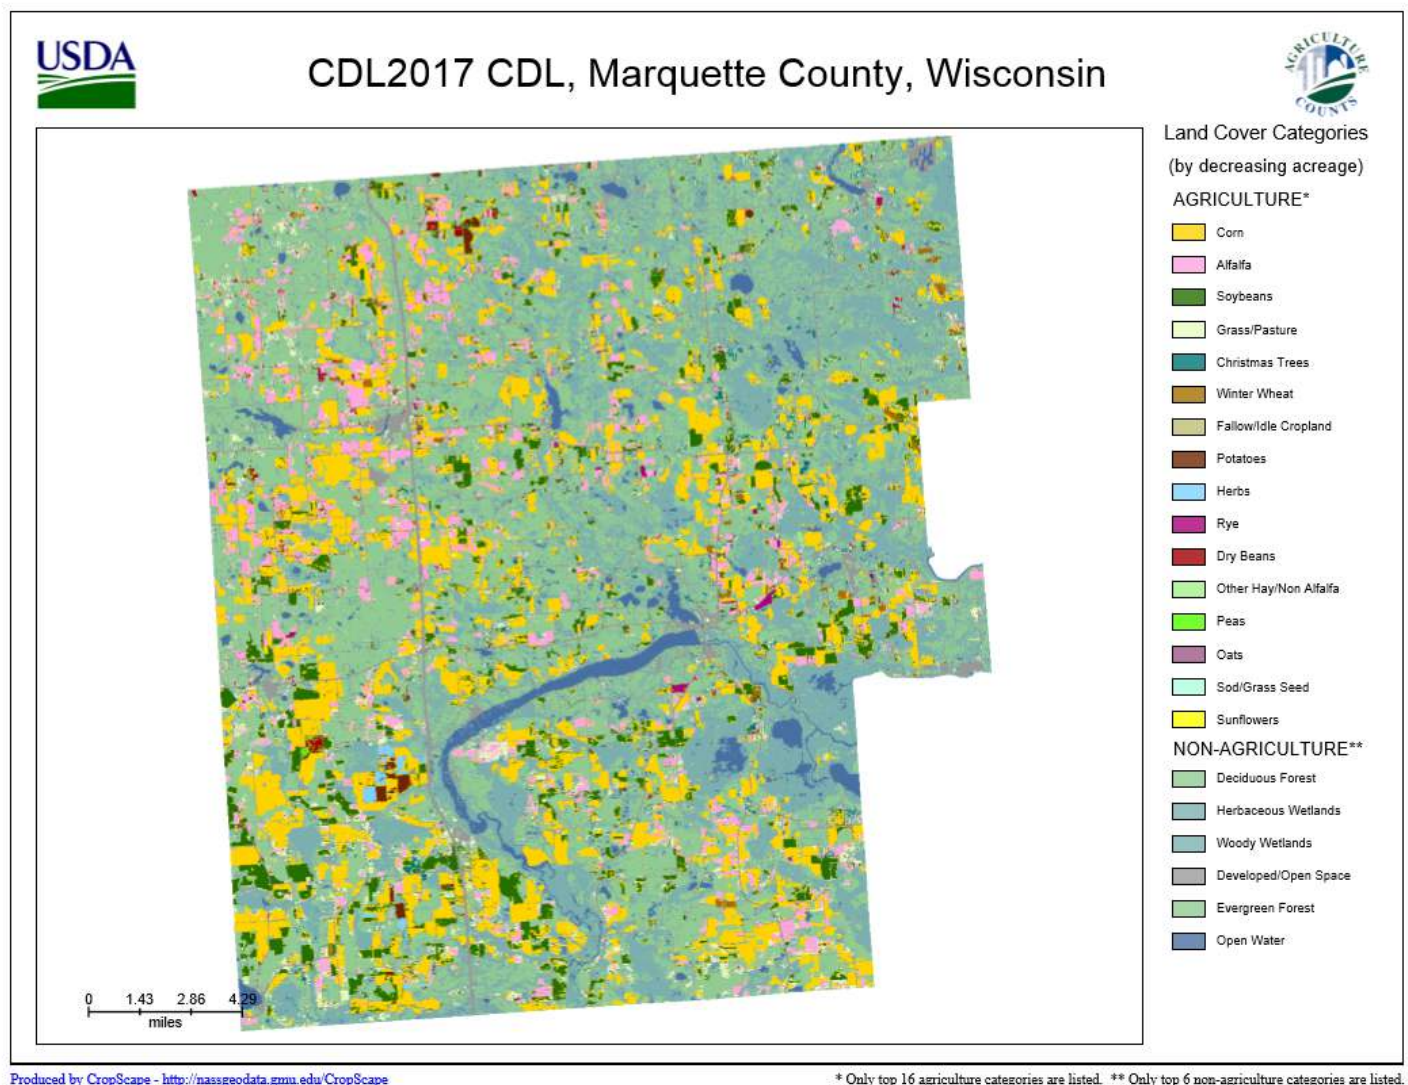 USDA
CDL2017 CDL, Marquette County, Wisconsin
AGRICULTURE
COUNTS
Land Cover Categories
(by decreasing acreage)
AGRICULTURE*
Corn
Alfalfa
Soybeans
Grass/Pasture
Christmas Trees
Winter Wheat
Fallow/Idle Cropland
Potatoes
Herbs
Rye
Dry Beans
Other Hay/Non Alfalfa
Peas
Oats
Sod/Grass Seed
Sunflowers
NON-AGRICULTURE**
Deciduous Forest
Herbaceous Wetlands
Woody Wetlands
Developed/Open Space
Evergreen Forest
Open Water
0 1.43 2.86 4.29
miles
Produced by CropScape - http://nassgeodata.gmu.edu/CropScape
* Only top 16 agriculture categories are listed. ** Only top 6 non-agriculture categories are listed.